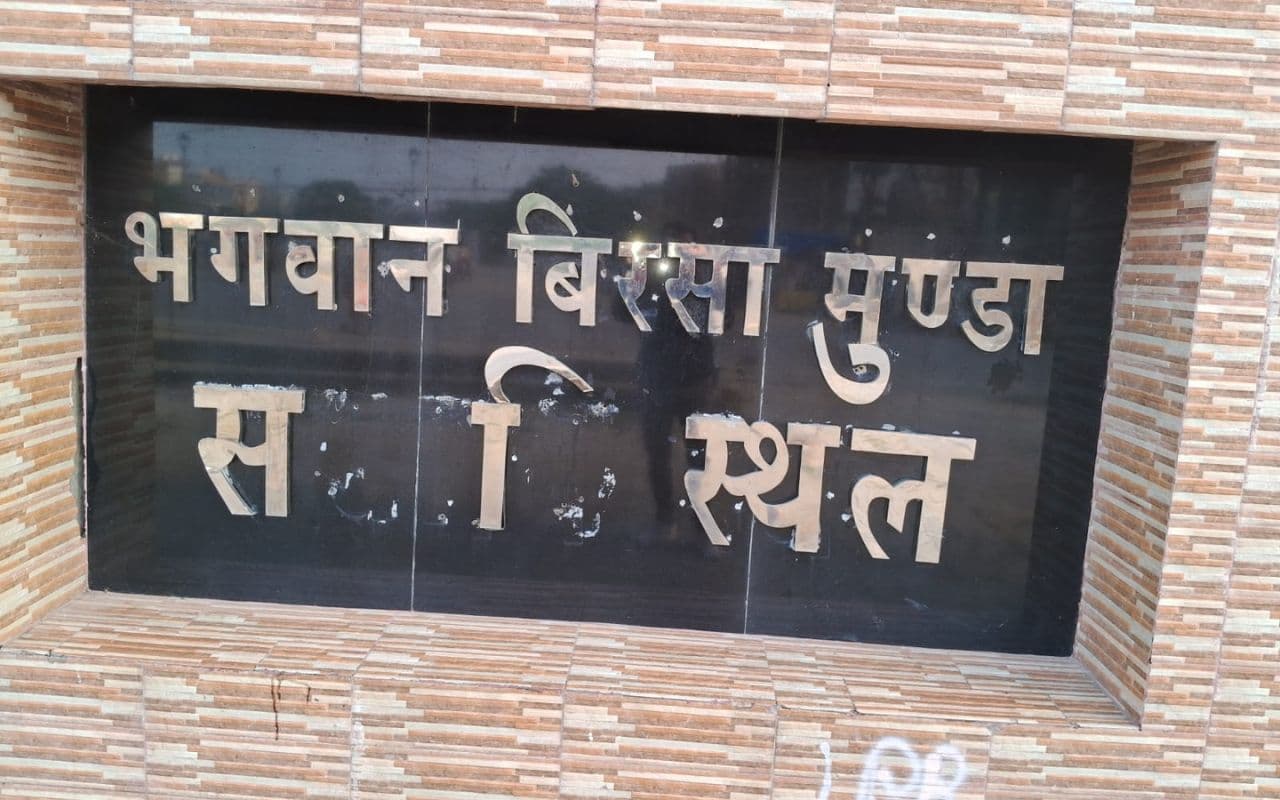 भगवान बिरसा मुण्डा
स ि स्थल